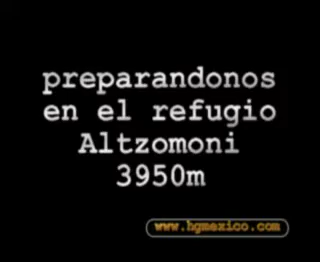 preparandonos
en el refugio
Altzomoni
3950m
www.hgmexico.com